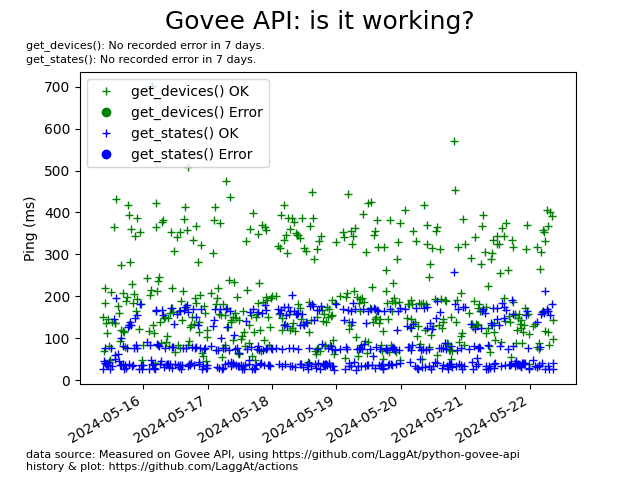 Govee API: is it working?
get_devices(): No recorded error in 7 days.
get_states(): No recorded error in 7 days.
get_devices() OK
get_devices() Error
get_states() OK
get_states() Error
Ping (ms)
700
600
500
400
300
200
100
0
2024-05-16
2024-05-17
2024-05-18
2024-05-19
2024-05-20
2024-05-21
2024-05-22
data source: Measured on Govee API, using https://github.com/LaggAt/python-govee-api
history & plot: https://github.com/LaggAt/actions